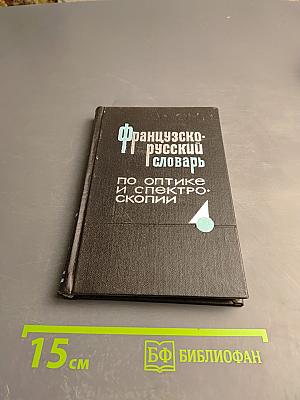 Французско-
русский
словарь
по оптике
и спектро-
скопии
15 см
БФ БИБЛИОФАН